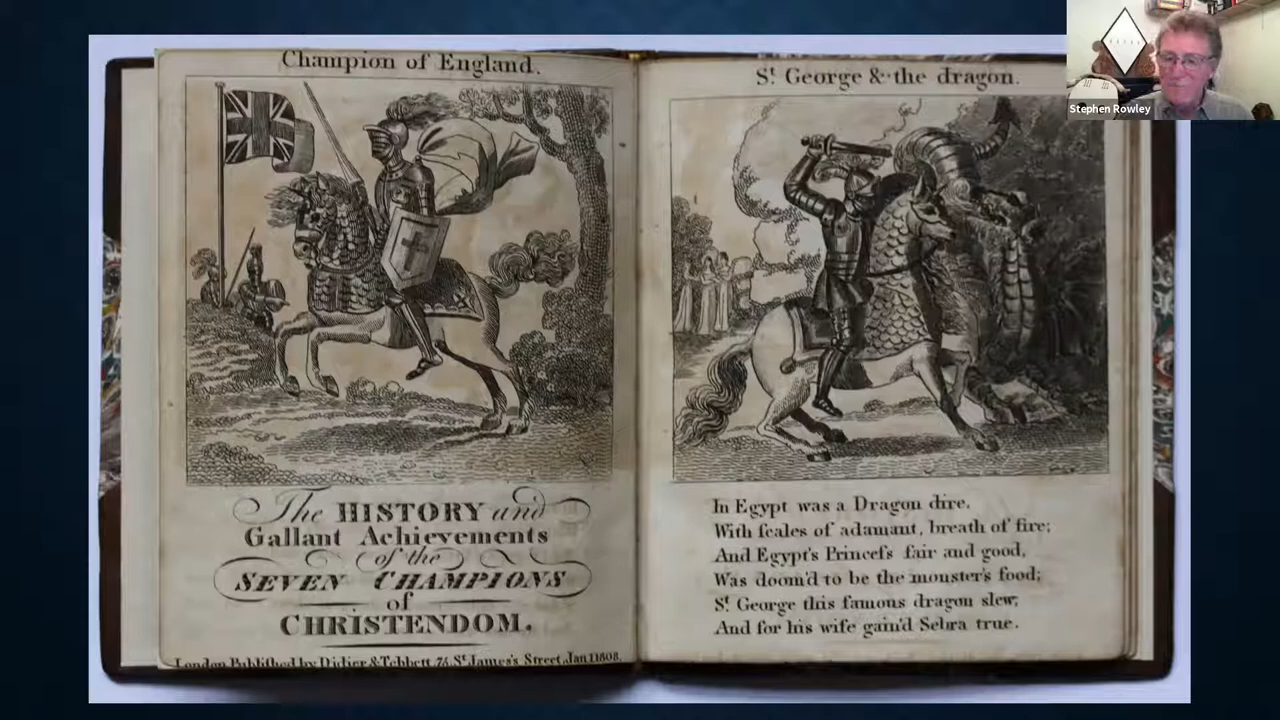 Champion of England.
The HISTORY and
Gallant Achievements
of the
SEVEN CHAMPIONS
of
CHRISTENDOM.
London Published by Didier & Tebbett 75 St James's Street, Jan 1 1808.
St George & the dragon.
In Egypt was a Dragon dire.
With ſcales of adamant, breath of fire;
And Egypt's Princeſs fair and good,
Was doom'd to be the monster's food;
St George this famous dragon slew;
And for his wife gain'd Sebra true.
Stephen Rowley